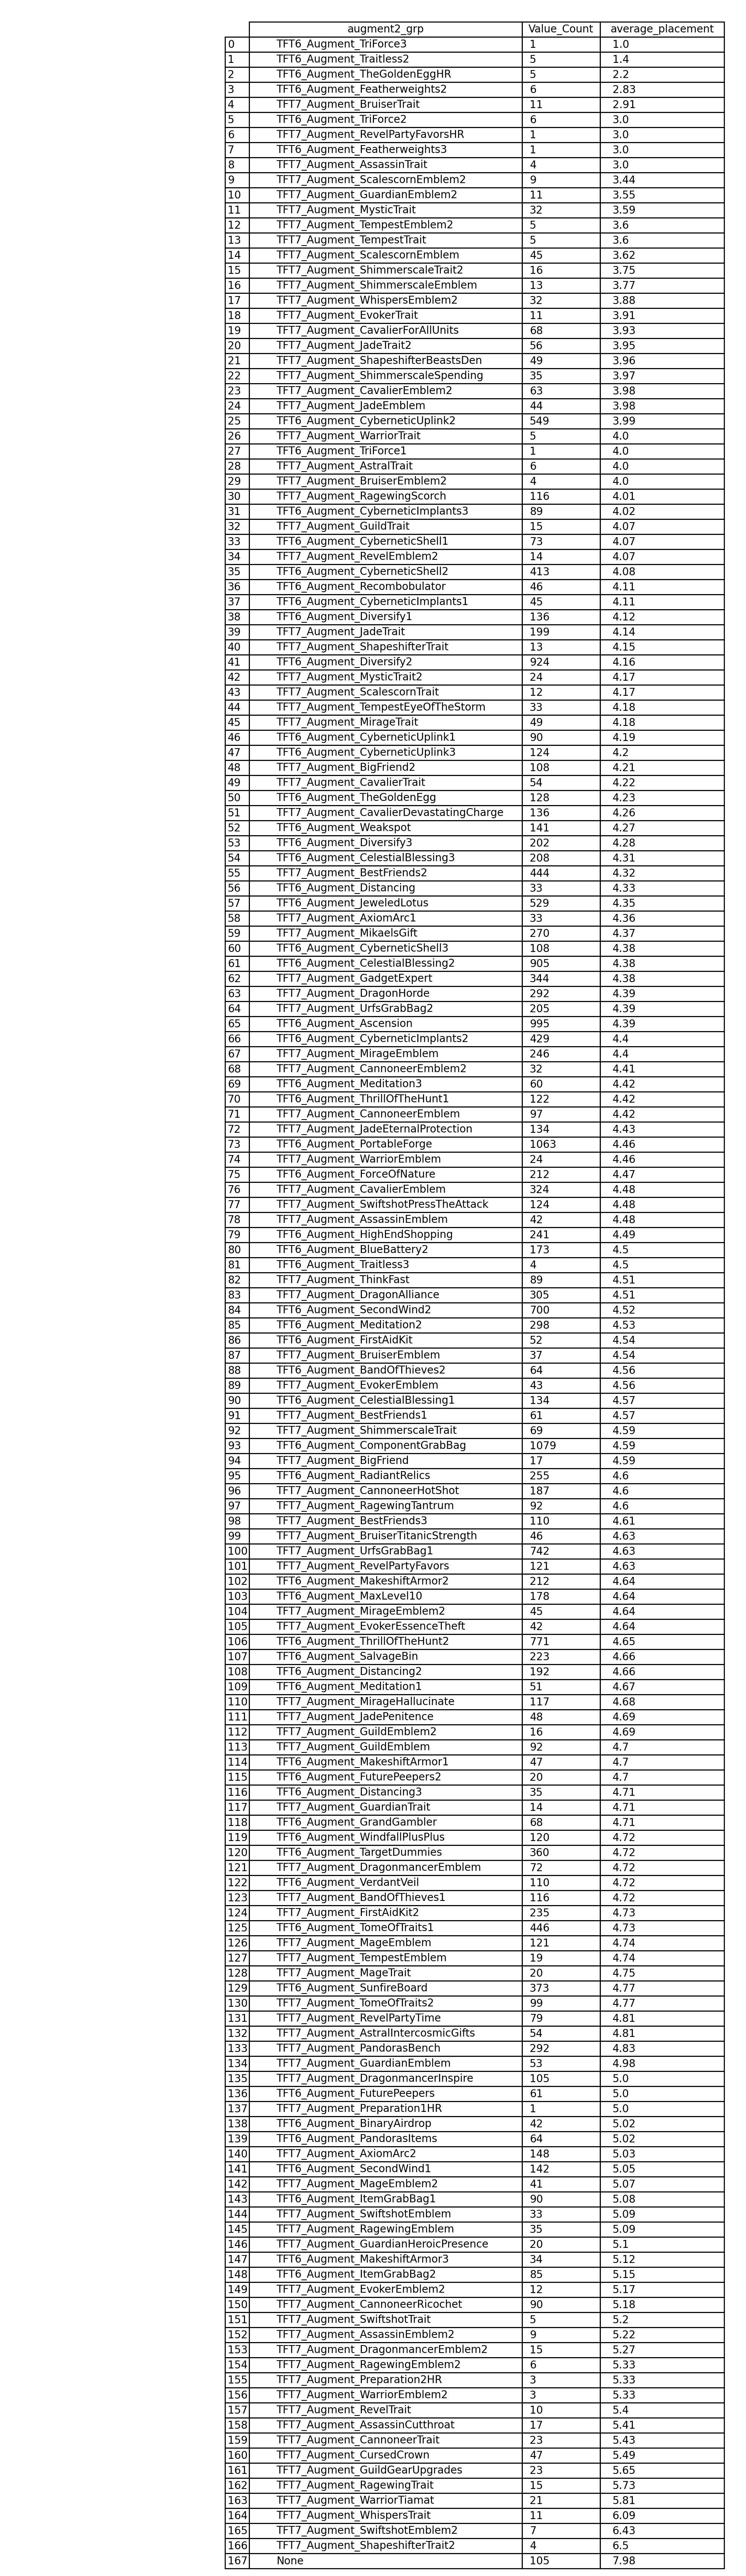 augment2_grp Value_Count average_placement
0 TFT6_Augment_TriForce3 1 1.0
1 TFT6_Augment_Traitless2 5 1.4
2 TFT6_Augment_TheGoldenEggHR 5 2.2
3 TFT6_Augment_Featherweights2 6 2.83
4 TFT7_Augment_BruiserTrait 11 2.91
5 TFT6_Augment_TriForce2 6 3.0
6 TFT7_Augment_RevelPartyFavorsHR 1 3.0
7 TFT6_Augment_Featherweights3 1 3.0
8 TFT7_Augment_AssassinTrait 4 3.0
9 TFT7_Augment_ScalescornEmblem2 9 3.44
10 TFT7_Augment_GuardianEmblem2 11 3.55
11 TFT7_Augment_MysticTrait 32 3.59
12 TFT7_Augment_TempestEmblem2 5 3.6
13 TFT7_Augment_TempestTrait 5 3.6
14 TFT7_Augment_ScalescornEmblem 45 3.62
15 TFT7_Augment_ShimmerscaleTrait2 16 3.75
16 TFT7_Augment_ShimmerscaleEmblem 13 3.77
17 TFT7_Augment_WhispersEmblem2 32 3.88
18 TFT7_Augment_EvokerTrait 11 3.91
19 TFT7_Augment_CavalierForAllUnits 68 3.93
20 TFT7_Augment_JadeTrait2 56 3.95
21 TFT7_Augment_ShapeshifterBeastsDen 49 3.96
22 TFT7_Augment_ShimmerscaleSpending 35 3.97
23 TFT7_Augment_CavalierEmblem2 63 3.98
24 TFT7_Augment_JadeEmblem 44 3.98
25 TFT6_Augment_CyberneticUplink2 549 3.99
26 TFT7_Augment_WarriorTrait 5 4.0
27 TFT6_Augment_TriForce1 1 4.0
28 TFT7_Augment_AstralTrait 6 4.0
29 TFT7_Augment_BruiserEmblem2 4 4.0
30 TFT7_Augment_RagewingScorch 116 4.01
31 TFT6_Augment_CyberneticImplants3 89 4.02
32 TFT7_Augment_GuildTrait 15 4.07
33 TFT6_Augment_CyberneticShell1 73 4.07
34 TFT7_Augment_RevelEmblem2 14 4.07
35 TFT6_Augment_CyberneticShell2 413 4.08
36 TFT6_Augment_Recombobulator 46 4.11
37 TFT6_Augment_CyberneticImplants1 45 4.11
38 TFT6_Augment_Diversify1 136 4.12
39 TFT7_Augment_JadeTrait 199 4.14
40 TFT7_Augment_ShapeshifterTrait 13 4.15
41 TFT6_Augment_Diversify2 924 4.16
42 TFT7_Augment_MysticTrait2 24 4.17
43 TFT7_Augment_ScalescornTrait 12 4.17
44 TFT7_Augment_TempestEyeOfTheStorm 33 4.18
45 TFT7_Augment_MirageTrait 49 4.18
46 TFT6_Augment_CyberneticUplink1 90 4.19
47 TFT6_Augment_CyberneticUplink3 124 4.2
48 TFT7_Augment_BigFriend2 108 4.21
49 TFT7_Augment_CavalierTrait 54 4.22
50 TFT6_Augment_TheGoldenEgg 128 4.23
51 TFT7_Augment_CavalierDevastatingCharge 136 4.26
52 TFT6_Augment_Weakspot 141 4.27
53 TFT6_Augment_Diversify3 202 4.28
54 TFT6_Augment_CelestialBlessing3 208 4.31
55 TFT7_Augment_BestFriends2 444 4.32
56 TFT6_Augment_Distancing 33 4.33
57 TFT6_Augment_JeweledLotus 529 4.35
58 TFT7_Augment_AxiomArc1 33 4.36
59 TFT7_Augment_MikaelsGift 270 4.37
60 TFT6_Augment_CyberneticShell3 108 4.38
61 TFT6_Augment_CelestialBlessing2 905 4.38
62 TFT7_Augment_GadgetExpert 344 4.38
63 TFT7_Augment_DragonHorde 292 4.39
64 TFT7_Augment_UrfsGrabBag2 205 4.39
65 TFT6_Augment_Ascension 995 4.39
66 TFT6_Augment_CyberneticImplants2 429 4.4
67 TFT7_Augment_MirageEmblem 246 4.4
68 TFT7_Augment_CannoneerEmblem2 32 4.41
69 TFT6_Augment_Meditation3 60 4.42
70 TFT6_Augment_ThrillOfTheHunt1 122 4.42
71 TFT7_Augment_CannoneerEmblem 97 4.42
72 TFT7_Augment_JadeEternalProtection 134 4.43
73 TFT6_Augment_PortableForge 1063 4.46
74 TFT7_Augment_WarriorEmblem 24 4.46
75 TFT6_Augment_ForceOfNature 212 4.47
76 TFT7_Augment_CavalierEmblem 324 4.48
77 TFT7_Augment_SwiftshotPressTheAttack 124 4.48
78 TFT7_Augment_AssassinEmblem 42 4.48
79 TFT6_Augment_HighEndShopping 241 4.49
80 TFT6_Augment_BlueBattery2 173 4.5
81 TFT6_Augment_Traitless3 4 4.5
82 TFT7_Augment_ThinkFast 89 4.51
83 TFT7_Augment_DragonAlliance 305 4.51
84 TFT6_Augment_SecondWind2 700 4.52
85 TFT6_Augment_Meditation2 298 4.53
86 TFT6_Augment_FirstAidKit 52 4.54
87 TFT7_Augment_BruiserEmblem 37 4.54
88 TFT6_Augment_BandOfThieves2 64 4.56
89 TFT7_Augment_EvokerEmblem 43 4.56
90 TFT6_Augment_CelestialBlessing1 134 4.57
91 TFT7_Augment_BestFriends1 61 4.57
92 TFT7_Augment_ShimmerscaleTrait 69 4.59
93 TFT6_Augment_ComponentGrabBag 1079 4.59
94 TFT7_Augment_BigFriend 17 4.59
95 TFT6_Augment_RadiantRelics 255 4.6
96 TFT7_Augment_CannoneerHotShot 187 4.6
97 TFT7_Augment_RagewingTantrum 92 4.6
98 TFT7_Augment_BestFriends3 110 4.61
99 TFT7_Augment_BruiserTitanicStrength 46 4.63
100 TFT7_Augment_UrfsGrabBag1 742 4.63
101 TFT7_Augment_RevelPartyFavors 121 4.63
102 TFT6_Augment_MakeshiftArmor2 212 4.64
103 TFT6_Augment_MaxLevel10 178 4.64
104 TFT7_Augment_MirageEmblem2 45 4.64
105 TFT7_Augment_EvokerEssenceTheft 42 4.64
106 TFT6_Augment_ThrillOfTheHunt2 771 4.65
107 TFT6_Augment_SalvageBin 223 4.66
108 TFT6_Augment_Distancing2 192 4.66
109 TFT6_Augment_Meditation1 51 4.67
110 TFT7_Augment_MirageHallucinate 117 4.68
111 TFT7_Augment_JadePenitence 48 4.69
112 TFT7_Augment_GuildEmblem2 16 4.69
113 TFT7_Augment_GuildEmblem 92 4.7
114 TFT6_Augment_MakeshiftArmor1 47 4.7
115 TFT6_Augment_FuturePeepers2 20 4.7
116 TFT6_Augment_Distancing3 35 4.71
117 TFT7_Augment_GuardianTrait 14 4.71
118 TFT6_Augment_GrandGambler 68 4.71
119 TFT6_Augment_WindfallPlusPlus 120 4.72
120 TFT6_Augment_TargetDummies 360 4.72
121 TFT7_Augment_DragonmancerEmblem 72 4.72
122 TFT6_Augment_VerdantVeil 110 4.72
123 TFT7_Augment_BandOfThieves1 116 4.72
124 TFT7_Augment_FirstAidKit2 235 4.73
125 TFT6_Augment_TomeOfTraits1 446 4.73
126 TFT7_Augment_MageEmblem 121 4.74
127 TFT7_Augment_TempestEmblem 19 4.74
128 TFT7_Augment_MageTrait 20 4.75
129 TFT6_Augment_SunfireBoard 373 4.77
130 TFT7_Augment_TomeOfTraits2 99 4.77
131 TFT7_Augment_RevelPartyTime 79 4.81
132 TFT7_Augment_AstralIntercosmicGifts 54 4.81
133 TFT7_Augment_PandorasBench 292 4.83
134 TFT7_Augment_GuardianEmblem 53 4.98
135 TFT7_Augment_DragonmancerInspire 105 5.0
136 TFT6_Augment_FuturePeepers 61 5.0
137 TFT7_Augment_Preparation1HR 1 5.0
138 TFT6_Augment_BinaryAirdrop 42 5.02
139 TFT6_Augment_PandorasItems 64 5.02
140 TFT7_Augment_AxiomArc2 148 5.03
141 TFT6_Augment_SecondWind1 142 5.05
142 TFT7_Augment_MageEmblem2 41 5.07
143 TFT6_Augment_ItemGrabBag1 90 5.08
144 TFT7_Augment_SwiftshotEmblem 33 5.09
145 TFT7_Augment_RagewingEmblem 35 5.09
146 TFT7_Augment_GuardianHeroicPresence 20 5.1
147 TFT6_Augment_MakeshiftArmor3 34 5.12
148 TFT6_Augment_ItemGrabBag2 85 5.15
149 TFT7_Augment_EvokerEmblem2 12 5.17
150 TFT7_Augment_CannoneerRicochet 90 5.18
151 TFT7_Augment_SwiftshotTrait 5 5.2
152 TFT7_Augment_AssassinEmblem2 9 5.22
153 TFT7_Augment_DragonmancerEmblem2 15 5.27
154 TFT7_Augment_RagewingEmblem2 6 5.33
155 TFT7_Augment_Preparation2HR 3 5.33
156 TFT7_Augment_WarriorEmblem2 3 5.33
157 TFT7_Augment_RevelTrait 10 5.4
158 TFT7_Augment_AssassinCutthroat 17 5.41
159 TFT7_Augment_CannoneerTrait 23 5.43
160 TFT7_Augment_CursedCrown 47 5.49
161 TFT7_Augment_GuildGearUpgrades 23 5.65
162 TFT7_Augment_RagewingTrait 15 5.73
163 TFT7_Augment_WarriorTiamat 21 5.81
164 TFT7_Augment_WhispersTrait 11 6.09
165 TFT7_Augment_SwiftshotEmblem2 7 6.43
166 TFT7_Augment_ShapeshifterTrait2 4 6.5
167 None 105 7.98